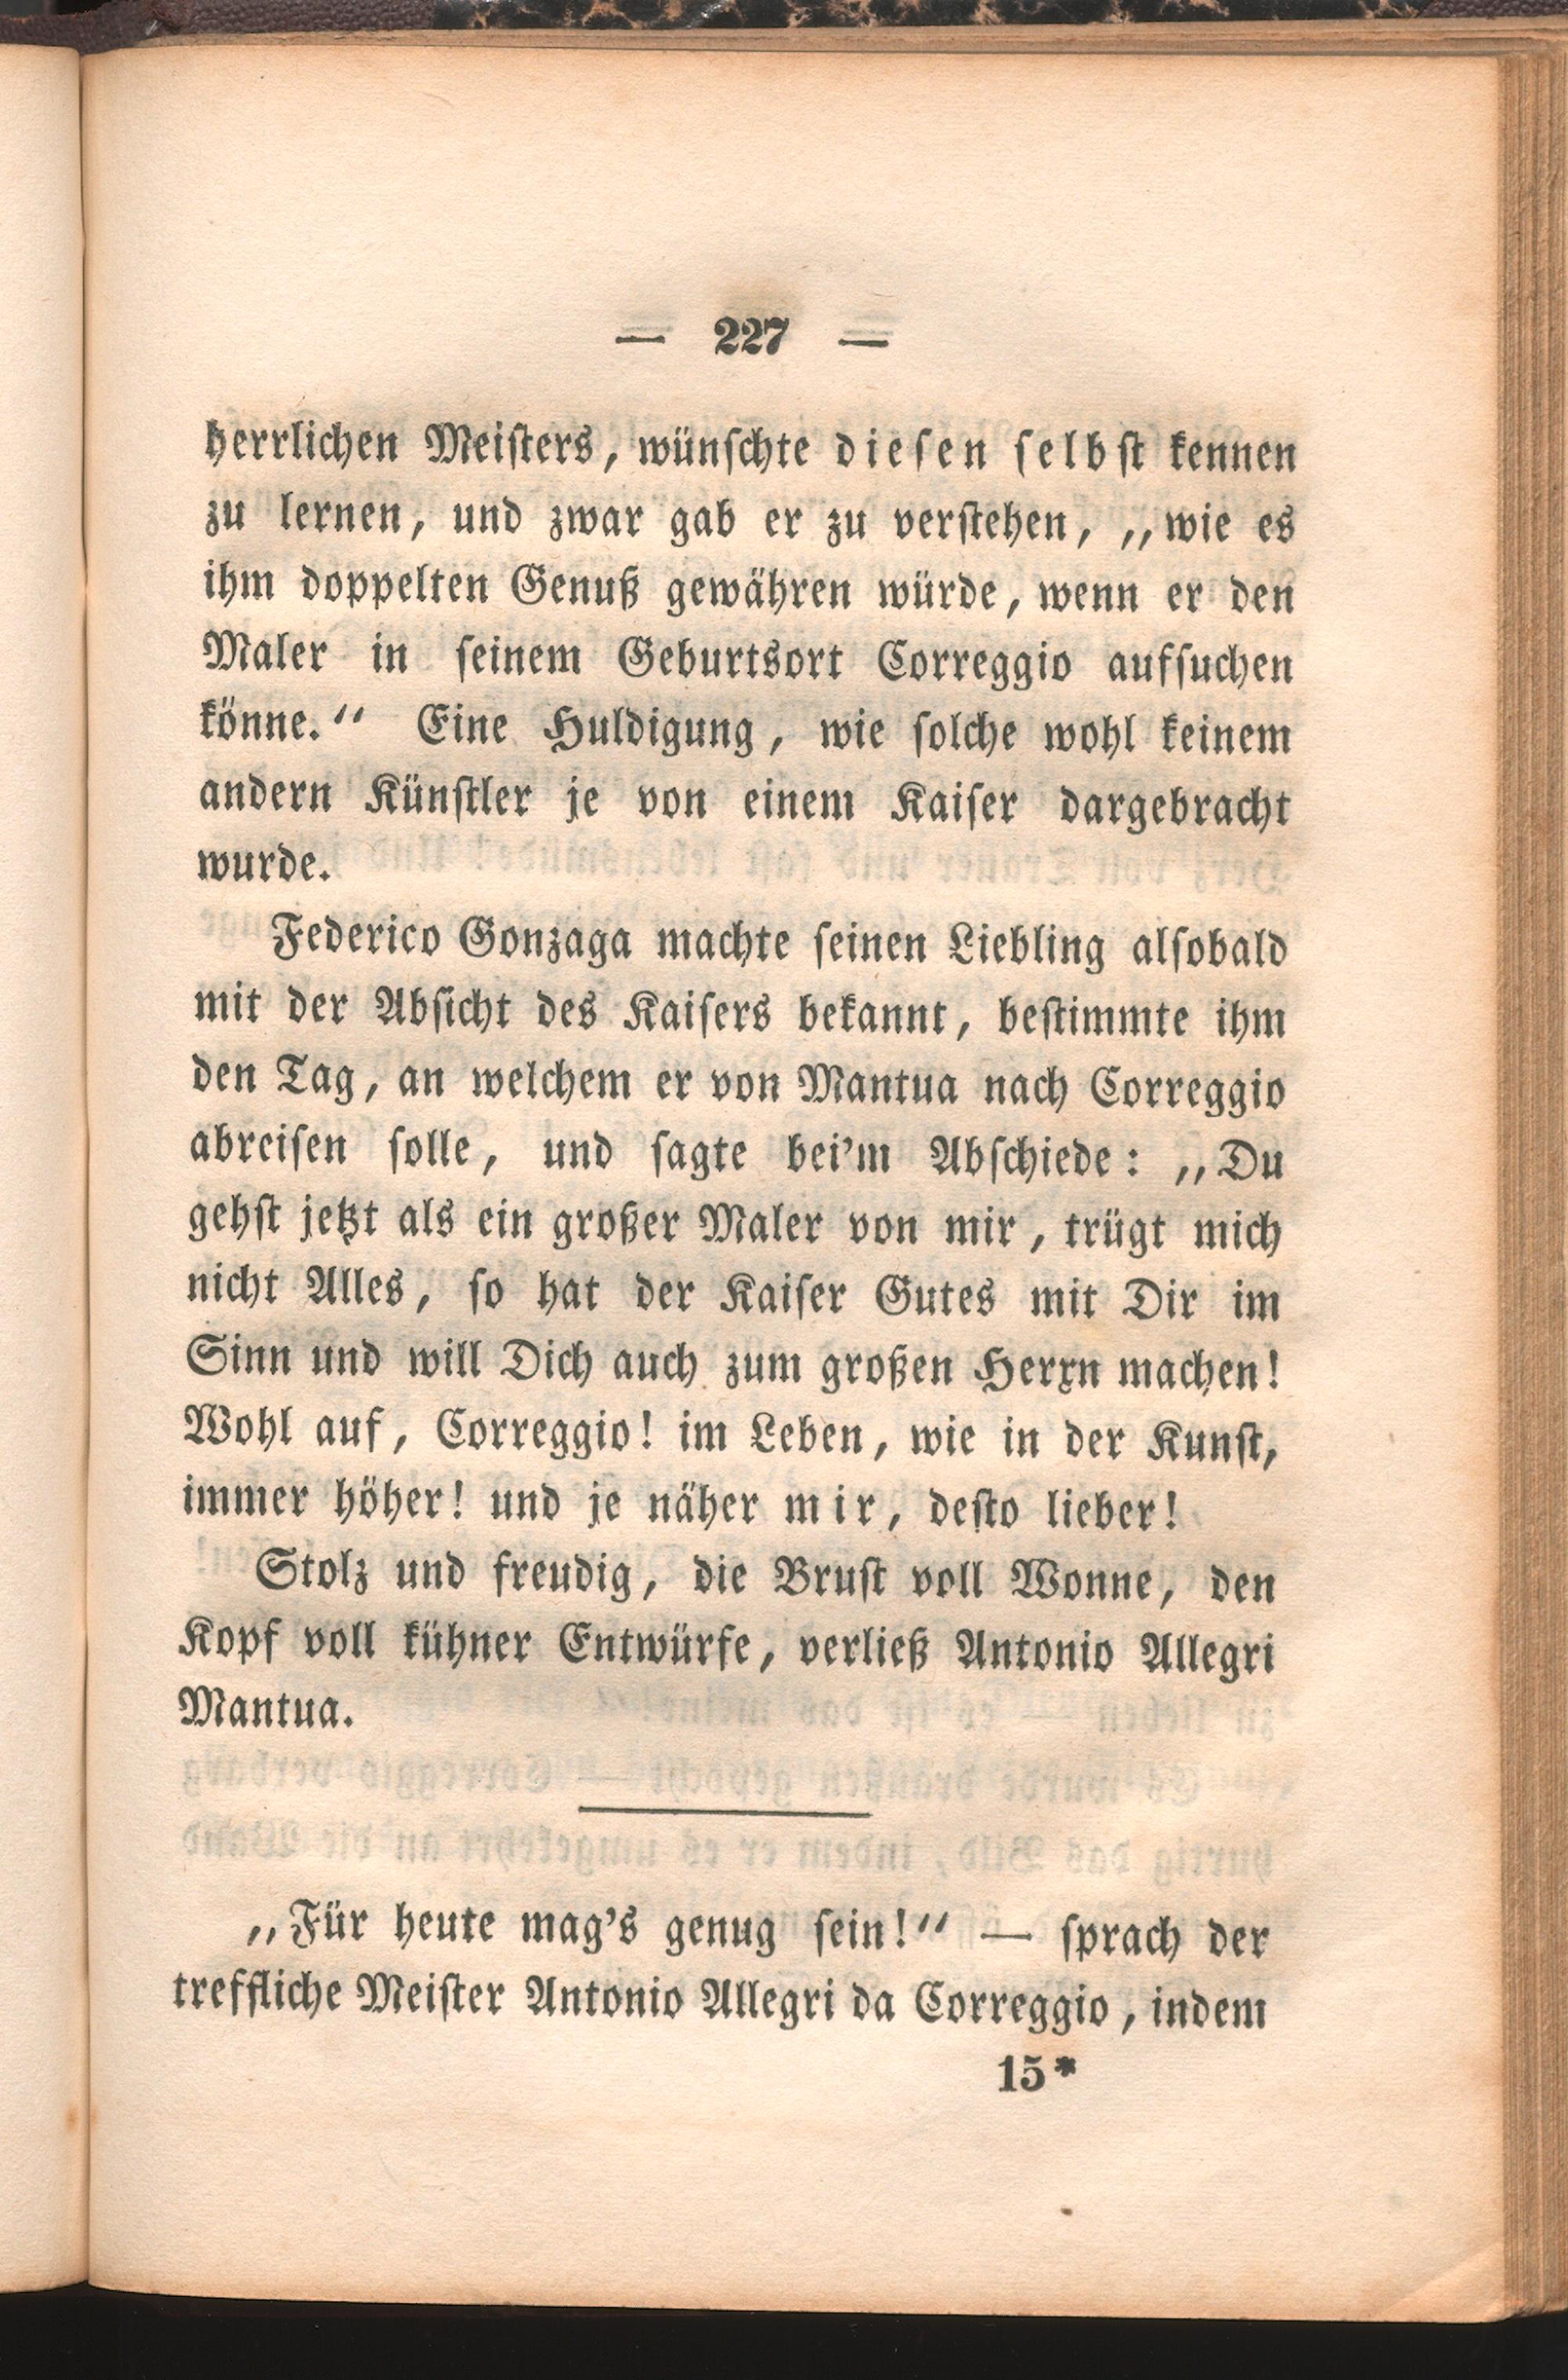 — 227 —
herrlichen Meiſters, wünſchte dieſen ſelbſt kennen
zu lernen, und zwar gab er zu verſtehen, „wie es
ihm doppelten Genuß gewähren würde, wenn er den
Maler in ſeinem Geburtsort Correggio aufſuchen
könne.“ Eine Huldigung, wie ſolche wohl keinem
andern Künſtler je von einem Kaiſer dargebracht
wurde.
Federico Gonzaga machte ſeinen Liebling alſobald
mit der Abſicht des Kaiſers bekannt, beſtimmte ihm
den Tag, an welchem er von Mantua nach Correggio
abreiſen ſolle, und ſagte bei’m Abſchiede: „Du
gehſt jetzt als ein großer Maler von mir, trügt mich
nicht Alles, ſo hat der Kaiſer Gutes mit Dir im
Sinn und will Dich auch zum großen Herrn machen!
Wohl auf, Correggio! im Leben, wie in der Kunſt,
immer höher! und je näher mir, deſto lieber!
Stolz und freudig, die Bruſt voll Wonne, den
Kopf voll kühner Entwürfe, verließ Antonio Allegri
Mantua.
„Für heute mag’s genug ſein!“ — ſprach der
treffliche Meiſter Antonio Allegri da Correggio, indem
15*